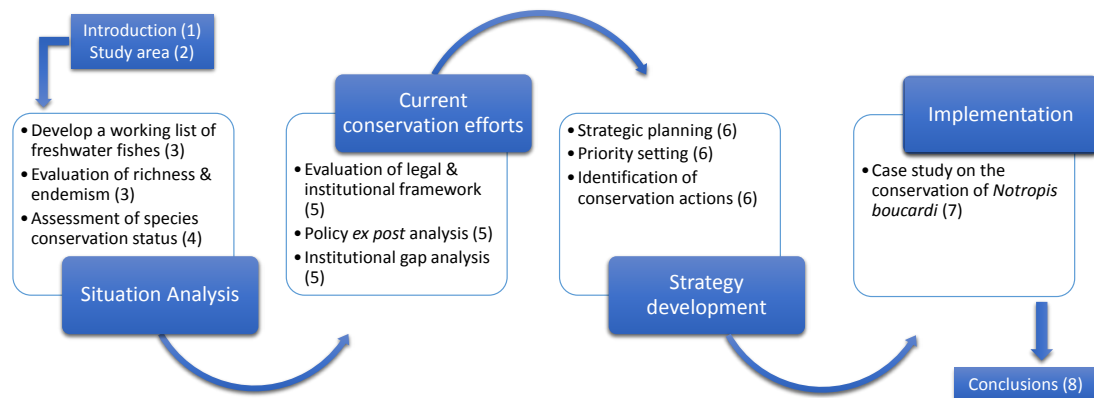 Introduction (1)
Study area (2)
• Develop a working list of
freshwater fishes (3)
• Evaluation of richness &
endemism (3)
• Assessment of species
conservation status (4)
Situation Analysis
Current
conservation efforts
• Evaluation of legal &
institutional framework
(5)
• Policy ex post analysis (5)
• Institutional gap analysis
(5)
• Strategic planning (6)
• Priority setting (6)
• Identification of
conservation actions (6)
Strategy
development
Implementation
• Case study on the
conservation of Notropis
boucardi (7)
Conclusions (8)